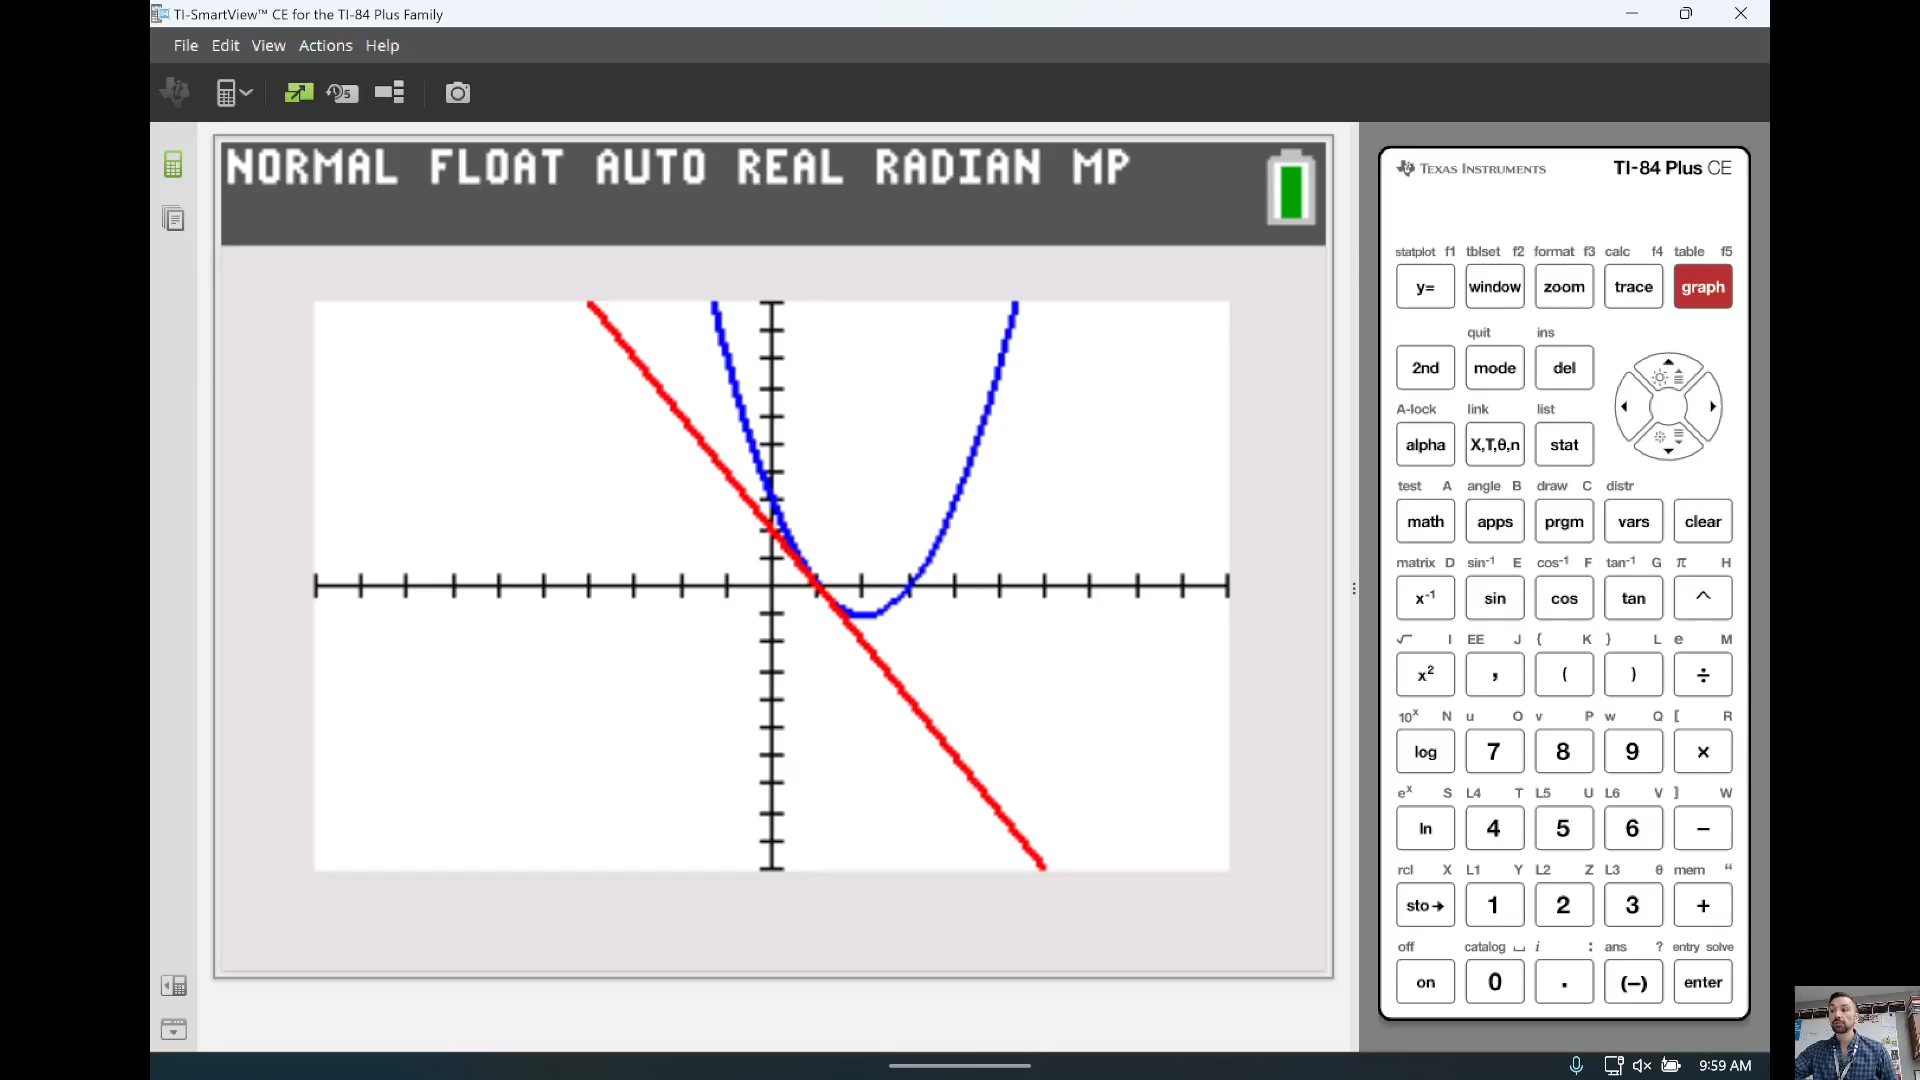 TI-SmartView™ CE for the TI-84 Plus Family
File Edit View Actions Help
5
NORMAL FLOAT AUTO REAL RADIAN MP
TEXAS INSTRUMENTS TI-84 Plus CE
statplot f1 tblset f2 format f3 calc f4 table f5
y= window zoom trace graph
quit ins
2nd mode del
A-lock link list
alpha X,T,θ,n stat
test A angle B draw C distr
math apps prgm vars clear
matrix D sin⁻¹ E cos⁻¹ F tan⁻¹ G π H
x⁻¹ sin cos tan ^
√ I EE J { K } L e M
x² , ( ) ÷
10ˣ N u O v P w Q [ R
log 7 8 9 ×
eˣ S L4 T L5 U L6 V ] W
ln 4 5 6 −
rcl X L1 Y L2 Z L3 θ mem “
sto→ 1 2 3 +
off catalog ⎵ i : ans ? entry solve
on 0 . (−) enter
9:59 AM